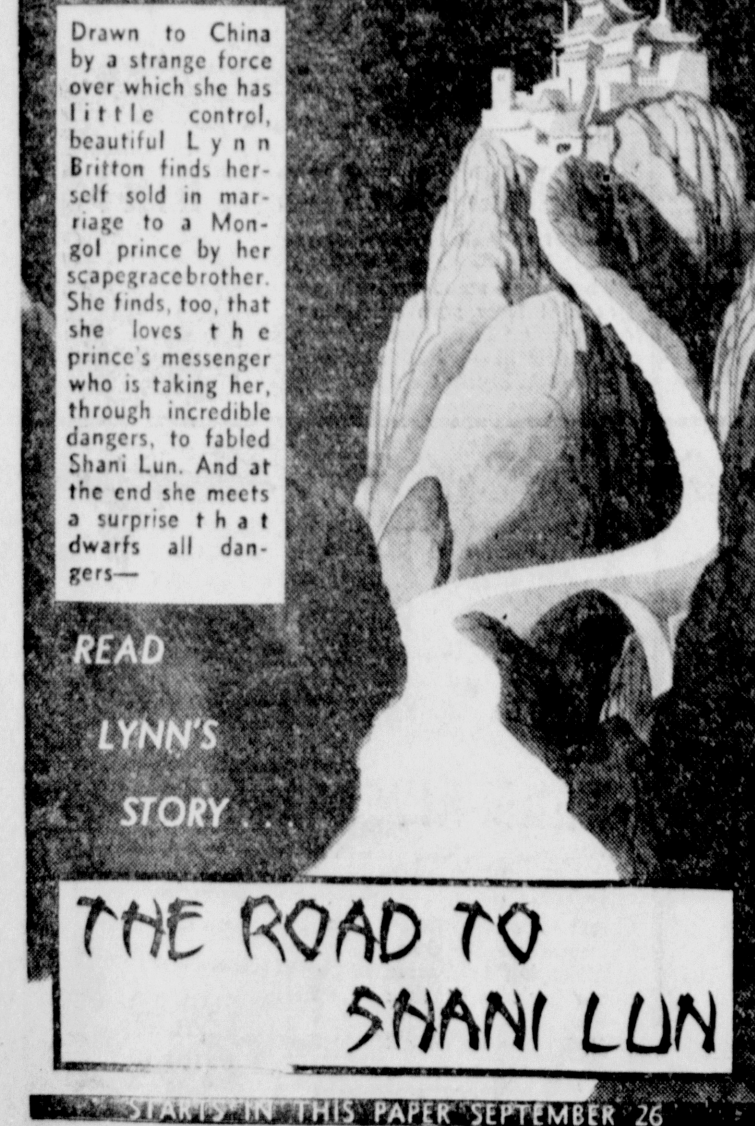 Drawn to China
by a strange force
over which she has
little control,
beautiful Lynn
Britton finds her-
self sold in mar-
riage to a Mon-
gol prince by her
scapegrace brother.
She finds, too, that
she loves the
prince's messenger
who is taking her,
through incredible
dangers, to fabled
Shani Lun. And at
the end she meets
a surprise that
dwarfs all dan-
gers—
READ
LYNN'S
STORY...
THE ROAD TO
SHANI LUN
STARTS IN THIS PAPER SEPTEMBER 26